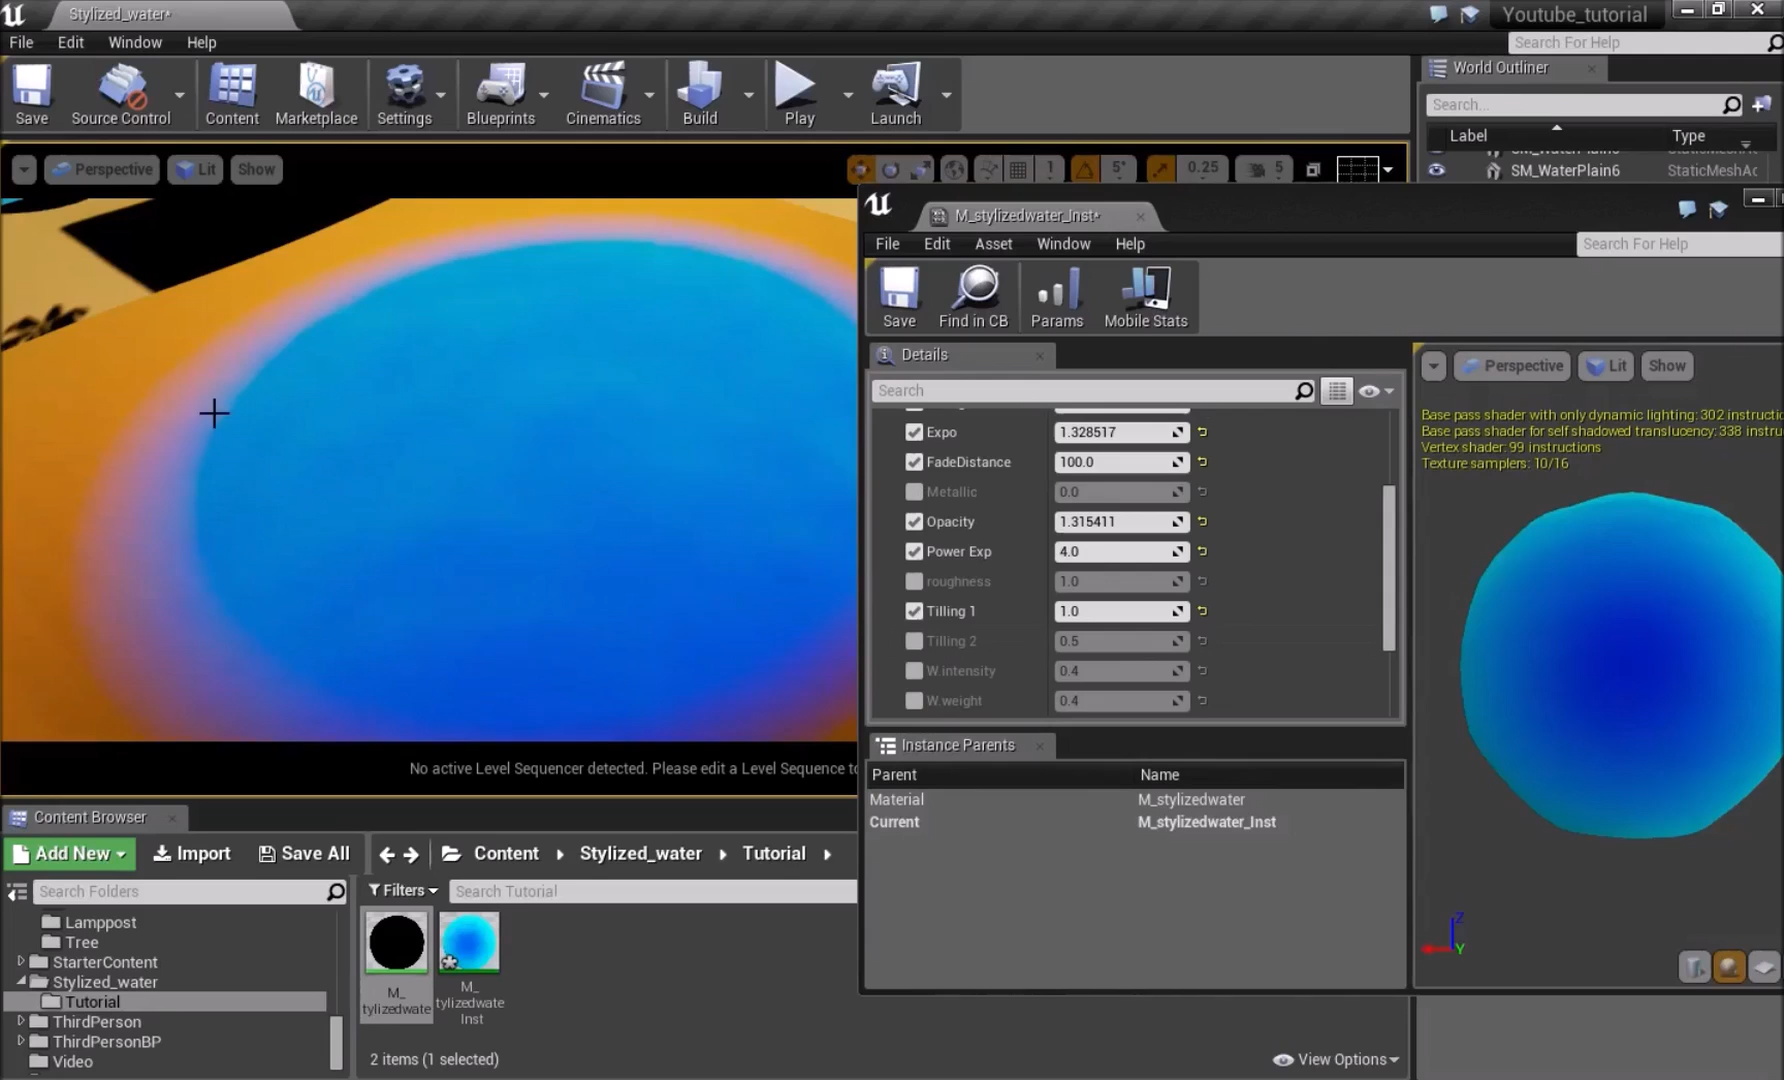 Stylized_water*
Youtube_tutorial
File Edit Window Help
Search For Help
Save Source Control Content Marketplace Settings Blueprints Cinematics Build Play Launch
World Outliner
Search...
Label Type
SM_WaterPlain6 StaticMeshAc
Perspective Lit Show
1 5° 0.25 5
M_stylizedwater_Inst*
File Edit Asset Window Help
Search For Help
Save Find in CB Params Mobile Stats
Details
Search
Expo 1.328517
FadeDistance 100.0
Metallic 0.0
Opacity 1.315411
Power Exp 4.0
roughness 1.0
Tilling 1 1.0
Tilling 2 0.5
W.intensity 0.4
W.weight 0.4
Perspective Lit Show
Base pass shader with only dynamic lighting: 302 instructio
Base pass shader for self shadowed translucency: 338 instru
Vertex shader: 99 instructions
Texture samplers: 10/16
Z
Y
Instance Parents
Parent Name
Material M_stylizedwater
Current M_stylizedwater_Inst
No active Level Sequencer detected. Please edit a Level Sequence to
Content Browser
Add New Import Save All Content Stylized_water Tutorial
Search Folders
Filters Search Tutorial
Lamppost
Tree
StarterContent
Stylized_water
Tutorial
ThirdPerson
ThirdPersonBP
Video
M_
tylizedwate
M_
tylizedwate
Inst
2 items (1 selected)
View Options